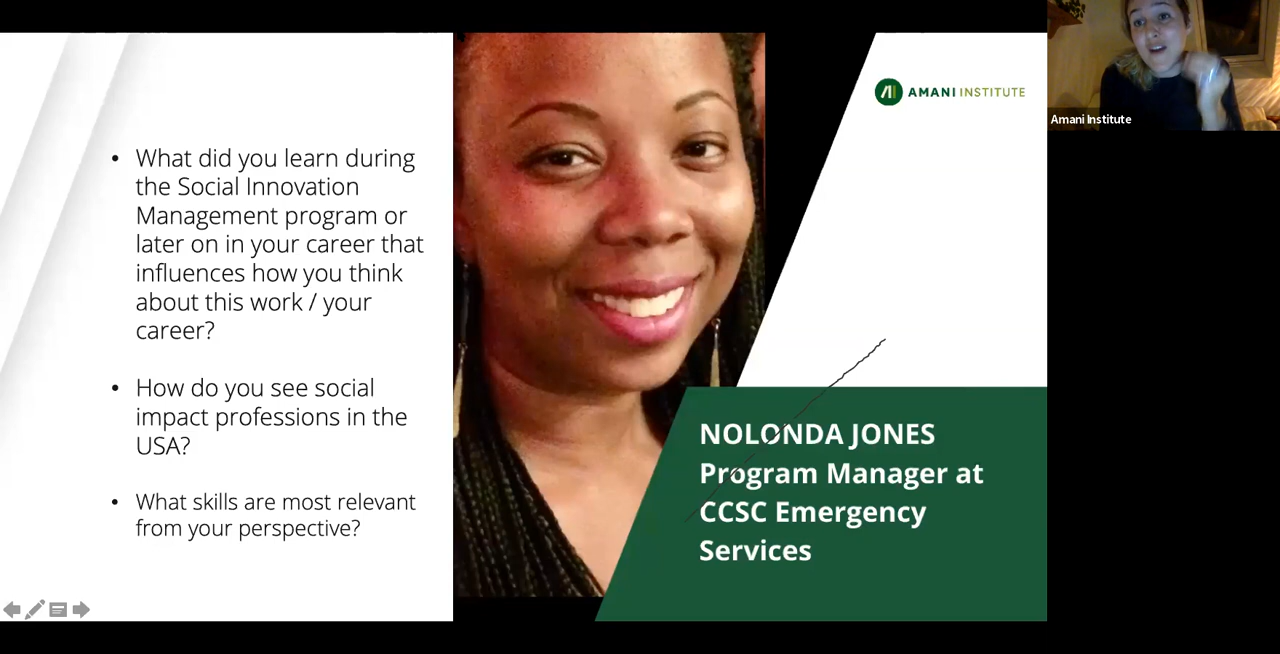 • What did you learn during
the Social Innovation
Management program or
later on in your career that
influences how you think
about this work / your
career?
• How do you see social
impact professions in the
USA?
• What skills are most relevant
from your perspective?
AMANI INSTITUTE
NOLONDA JONES
Program Manager at
CCSC Emergency
Services
Amani Institute